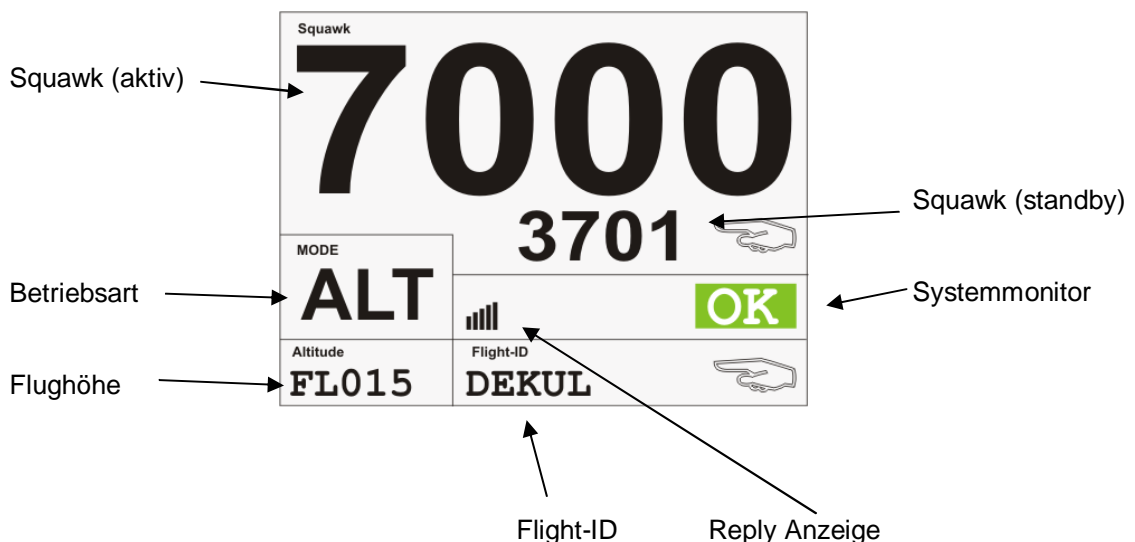 Squawk
7000
Squawk (aktiv)
3701
Squawk (standby)
MODE
ALT
Betriebsart
OK
Systemmonitor
Altitude
FL015
Flight-ID
DEKUL
Flughöhe
Flight-ID
Reply Anzeige